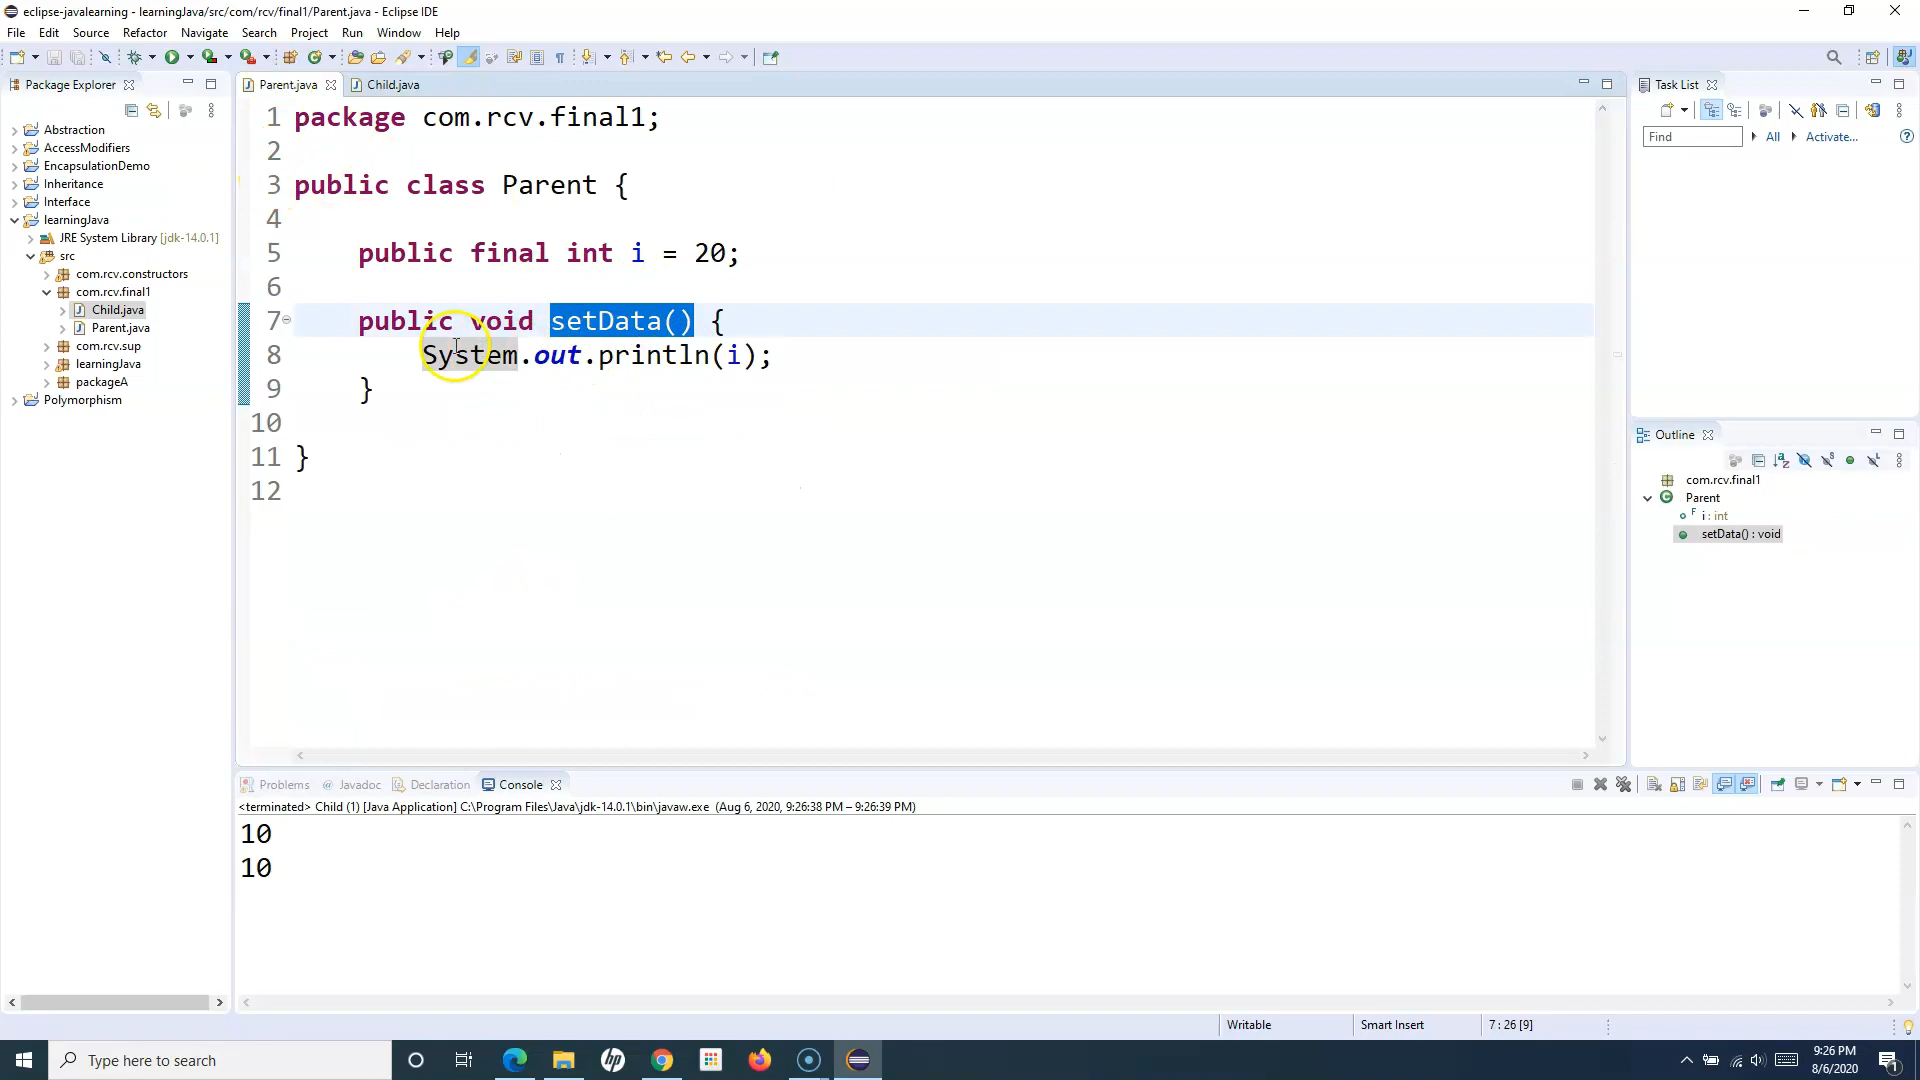 eclipse-javalearning - learningJava/src/com/rcv/final1/Parent.java - Eclipse IDE
File Edit Source Refactor Navigate Search Project Run Window Help
Package Explorer
Abstraction
AccessModifiers
EncapsulationDemo
Inheritance
Interface
learningJava
JRE System Library [jdk-14.0.1]
src
com.rcv.constructors
com.rcv.final1
Child.java
Parent.java
com.rcv.sup
learningJava
packageA
Polymorphism
Parent.java Child.java
1 package com.rcv.final1;
2
3 public class Parent {
4
5 public final int i = 20;
6
7 public void setData() {
8 System.out.println(i);
9 }
10
11 }
12
Task List
Find All Activate...
Outline
com.rcv.final1
Parent
F i : int
setData() : void
Problems @ Javadoc Declaration Console
<terminated> Child (1) [Java Application] C:\Program Files\Java\jdk-14.0.1\bin\javaw.exe (Aug 6, 2020, 9:26:38 PM – 9:26:39 PM)
10
10
Writable Smart Insert 7 : 26 [9]
Type here to search
hp
9:26 PM
8/6/2020
1